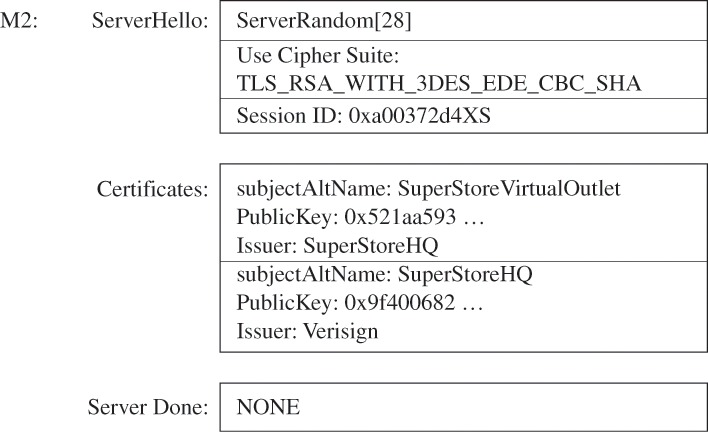 M2: ServerHello: ServerRandom[28]
Use Cipher Suite:
TLS_RSA_WITH_3DES_EDE_CBC_SHA
Session ID: 0xa00372d4XS
Certificates: subjectAltName: SuperStoreVirtualOutlet
PublicKey: 0x521aa593 …
Issuer: SuperStoreHQ
subjectAltName: SuperStoreHQ
PublicKey: 0x9f400682 …
Issuer: Verisign
Server Done: NONE